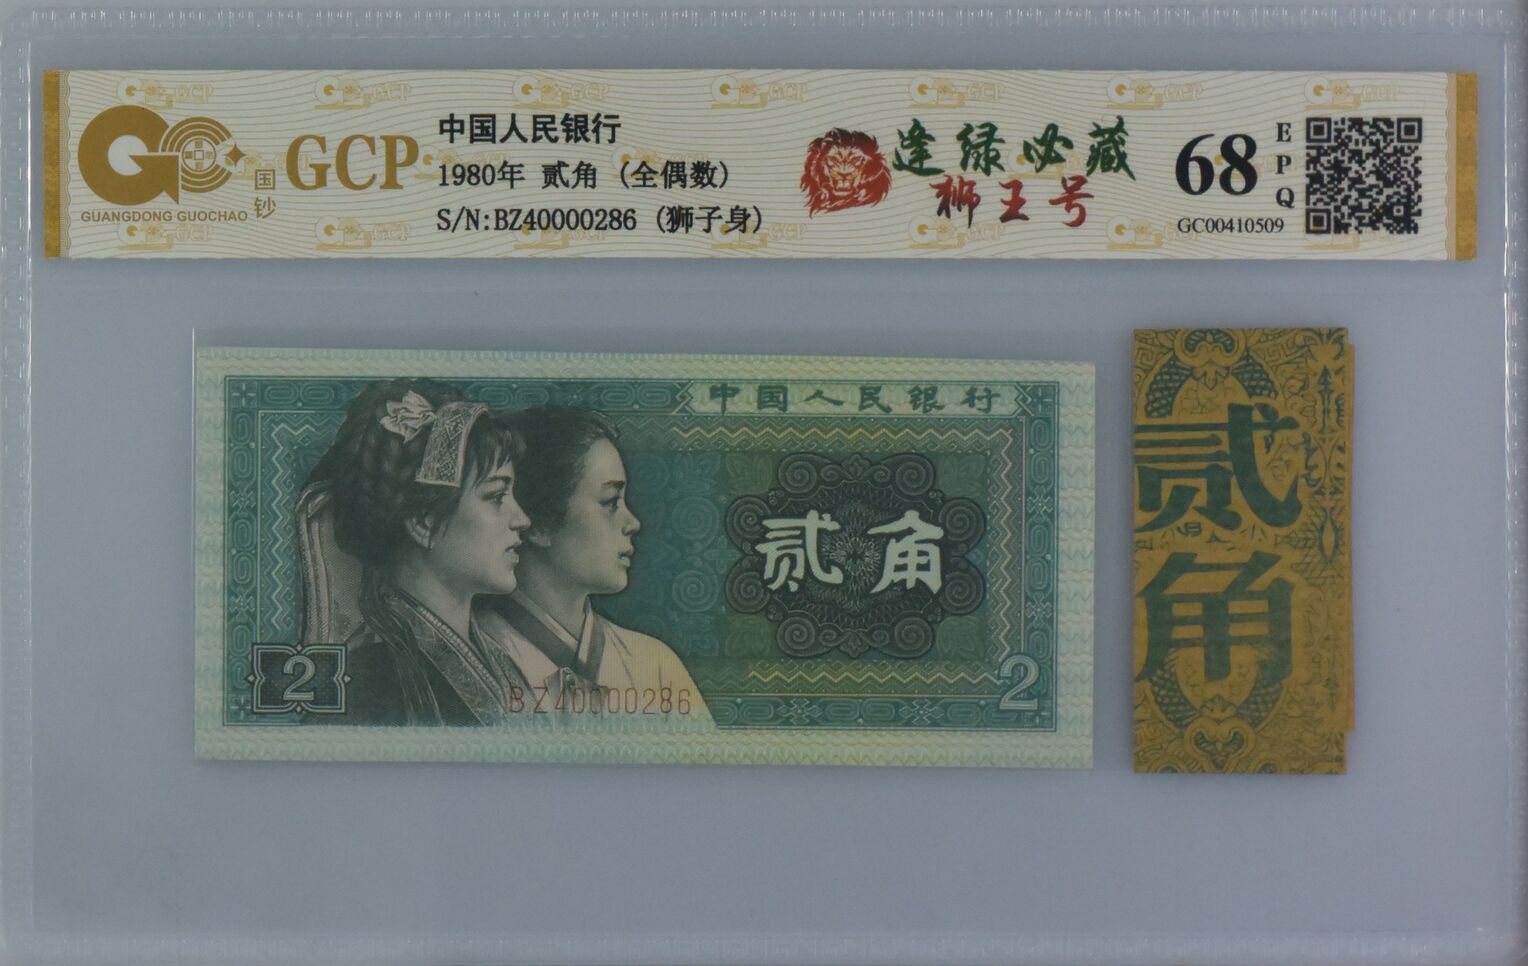 GUANGDONG GUOCHAO
国钞
GCP
中国人民银行
1980年 贰角 (全偶数)
S/N:BZ40000286 (狮子身)
逢绿必藏
狮王号
68
EPQ
GC00410509
中国人民银行
贰角
2
2
BZ40000286
贰角